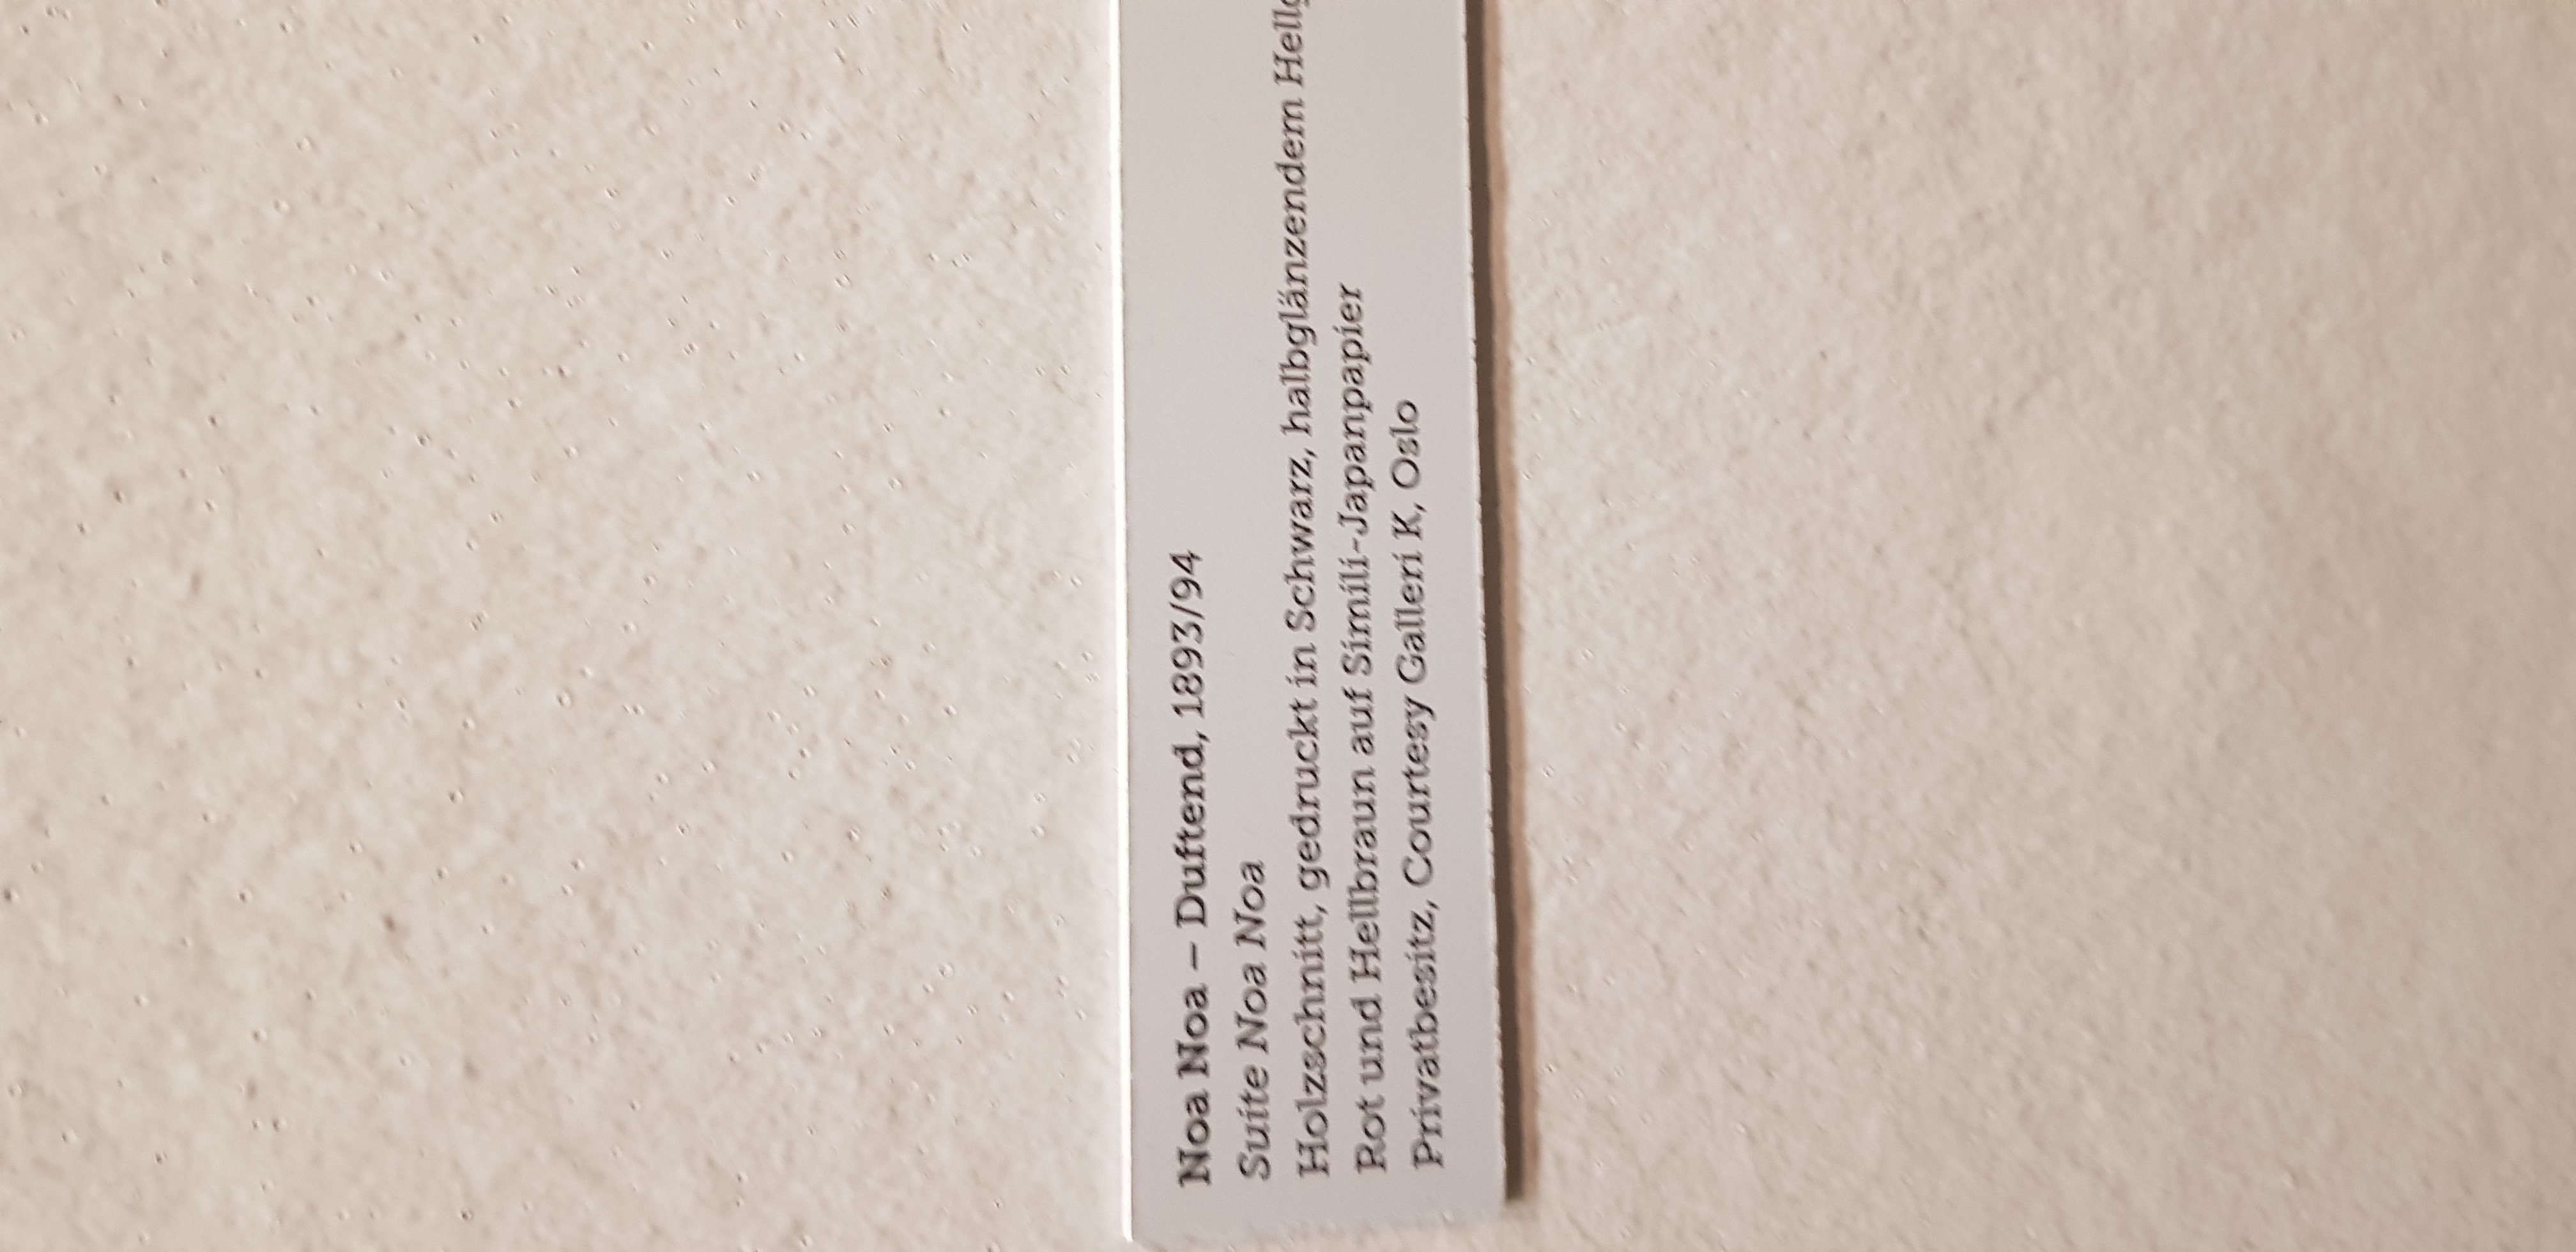 Noa Noa – Duftend, 1893/94
Suite Noa Noa
Holzschnitt, gedruckt in Schwarz, halbglänzendem
Rot und Hellbraun auf Simili-Japanpapier
Privatbesitz, Courtesy Galleri K, Oslo